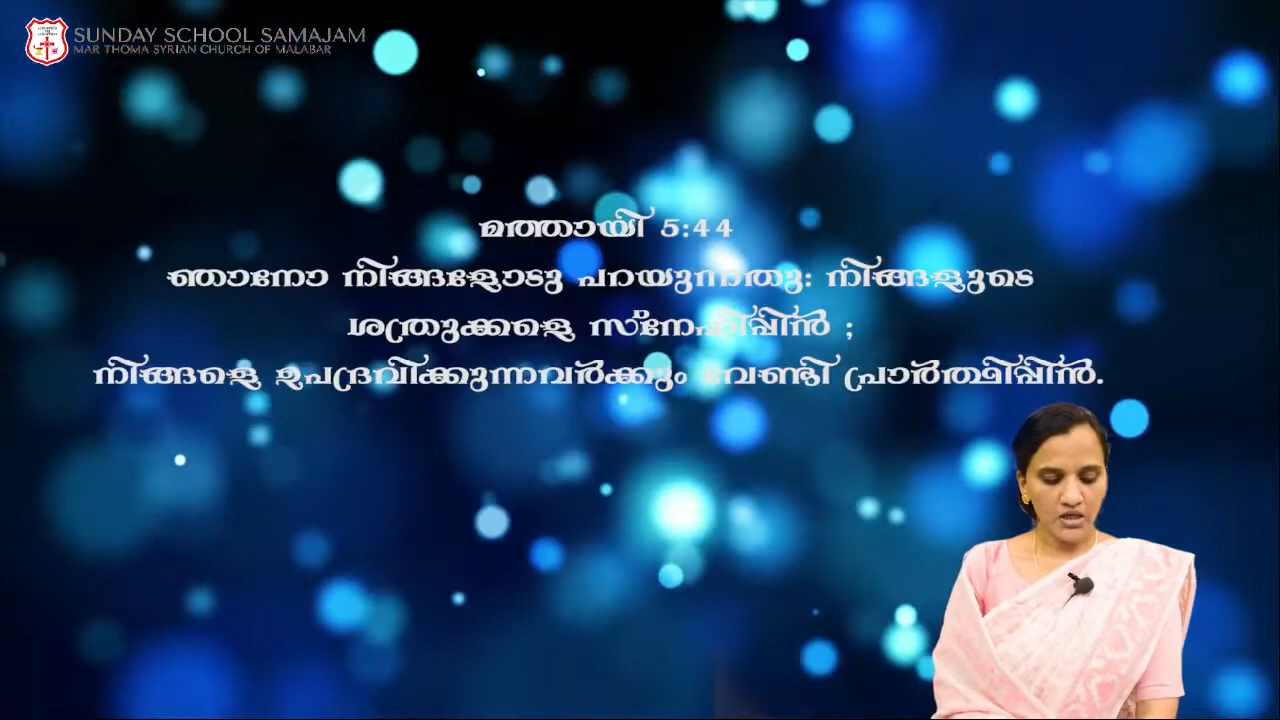 SUNDAY SCHOOL SAMAJAM
MAR THOMA SYRIAN CHURCH OF MALABAR
മത്തായി 5:44
ഞാനോ നിങ്ങളോടു പറയുന്നതു: നിങ്ങളുടെ
ശത്രുക്കളെ സ്നേഹിപ്പിൻ ;
നിങ്ങളെ ഉപദ്രവിക്കുന്നവർക്കും വേണ്ടി പ്രാർത്ഥിപ്പിൻ.